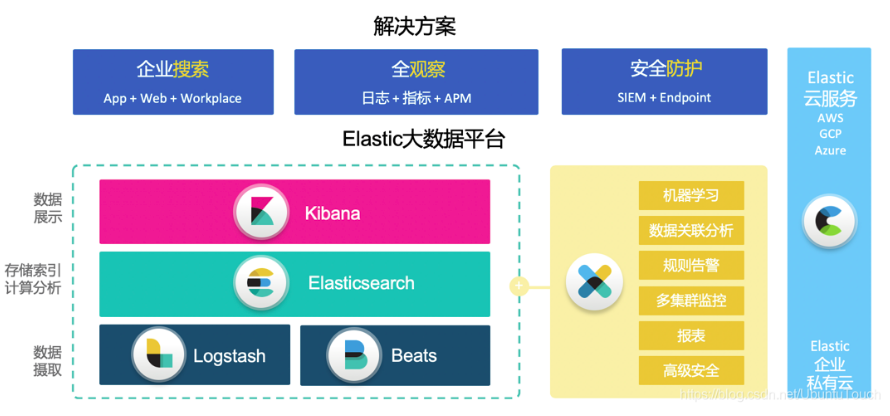 解决方案
企业搜索
App + Web + Workplace
全观察
日志 + 指标 + APM
安全防护
SIEM + Endpoint
Elastic
云服务
AWS
GCP
Azure
Elastic大数据平台
数据
展示
Kibana
存储索引
计算分析
Elasticsearch
数据
摄取
Logstash
Beats
+
机器学习
数据关联分析
规则告警
多集群监控
报表
高级安全
Elastic
企业
私有云
https://blog.csdn.net/UbuntuTouch